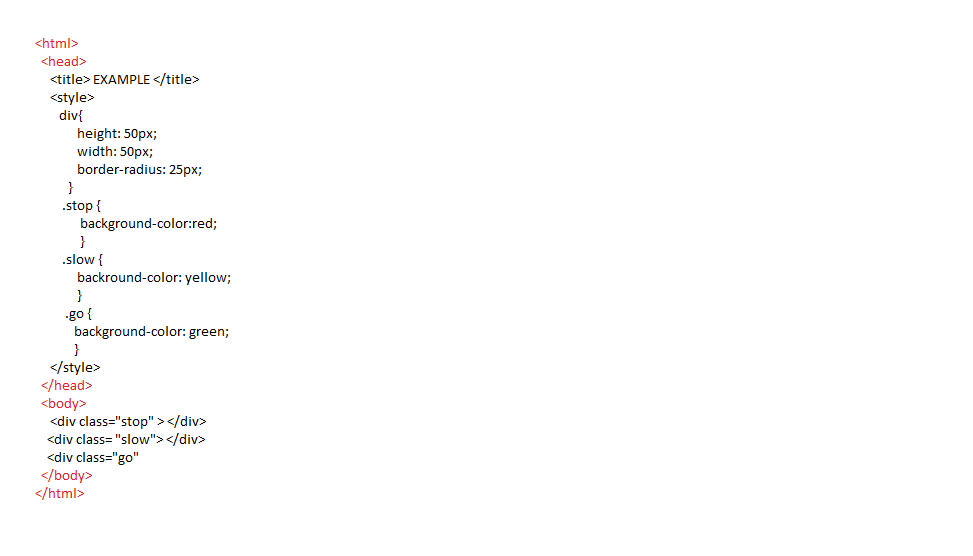 <html>
<head>
<title> EXAMPLE </title>
<style>
div{
height: 50px;
width: 50px;
border-radius: 25px;
}
.stop {
background-color:red;
}
.slow {
backround-color: yellow;
}
.go {
background-color: green;
}
</style>
</head>
<body>
<div class="stop" > </div>
<div class= "slow"> </div>
<div class="go"
</body>
</html>